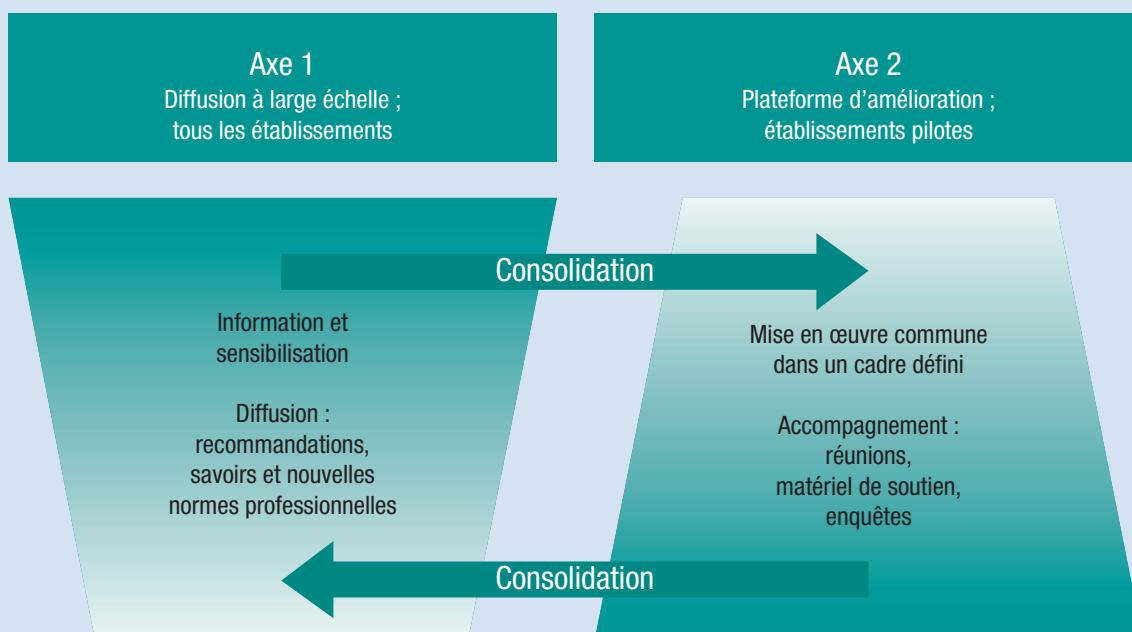 Axe 1
Diffusion à large échelle ;
tous les établissements
Axe 2
Plateforme d'amélioration ;
établissements pilotes
Consolidation
Information et
sensibilisation
Diffusion :
recommandations,
savoirs et nouvelles
normes professionnelles
Mise en œuvre commune
dans un cadre défini
Accompagnement :
réunions,
matériel de soutien,
enquêtes
Consolidation